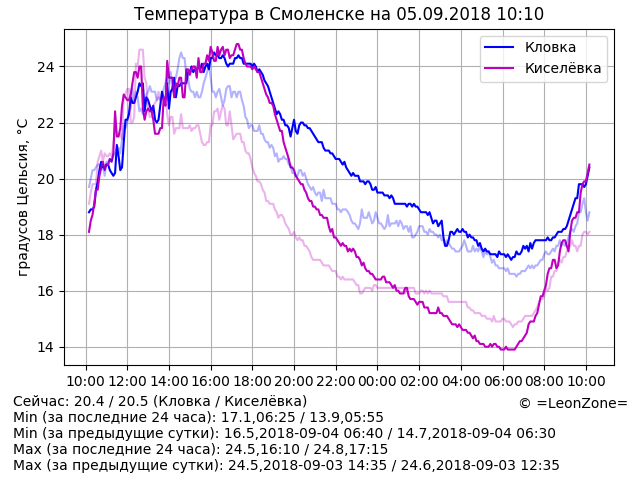 Температура в Смоленске на 05.09.2018 10:10
Кловка
Киселёвка
градусов Цельсия, °C
24
22
20
18
16
14
10:00 12:00 14:00 16:00 18:00 20:00 22:00 00:00 02:00 04:00 06:00 08:00 10:00
Сейчас: 20.4 / 20.5 (Кловка / Киселёвка)
© =LeonZone=
Min (за последние 24 часа): 17.1,06:25 / 13.9,05:55
Min (за предыдущие сутки): 16.5,2018-09-04 06:40 / 14.7,2018-09-04 06:30
Max (за последние 24 часа): 24.5,16:10 / 24.8,17:15
Max (за предыдущие сутки): 24.5,2018-09-03 14:35 / 24.6,2018-09-03 12:35